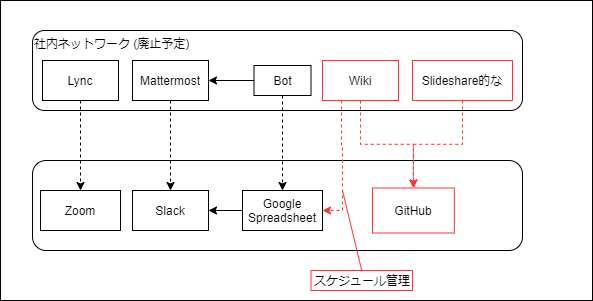 社内ネットワーク (廃止予定)
Lync
Mattermost
Bot
Wiki
Slideshare的な
Zoom
Slack
Google
Spreadsheet
GitHub
スケジュール管理